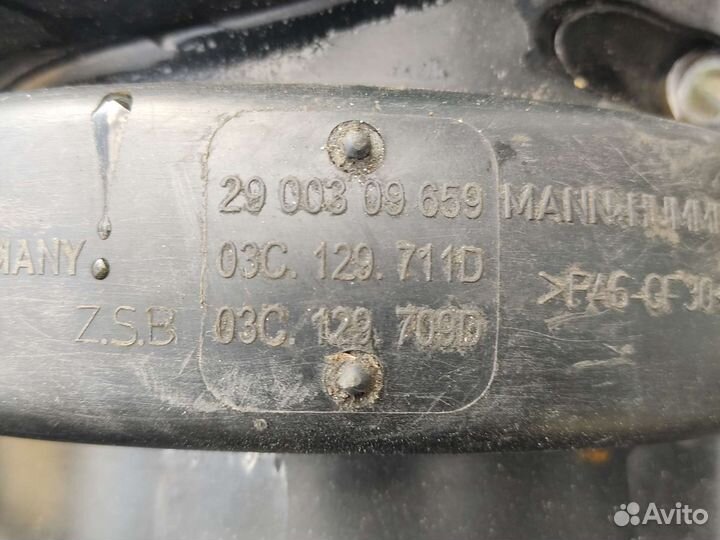 29 003 09 659 MANN+HUMM
MANY. 03C. 129. 711D >PA6-GF30
Z.S.B 03C. 129. 709D
Avito